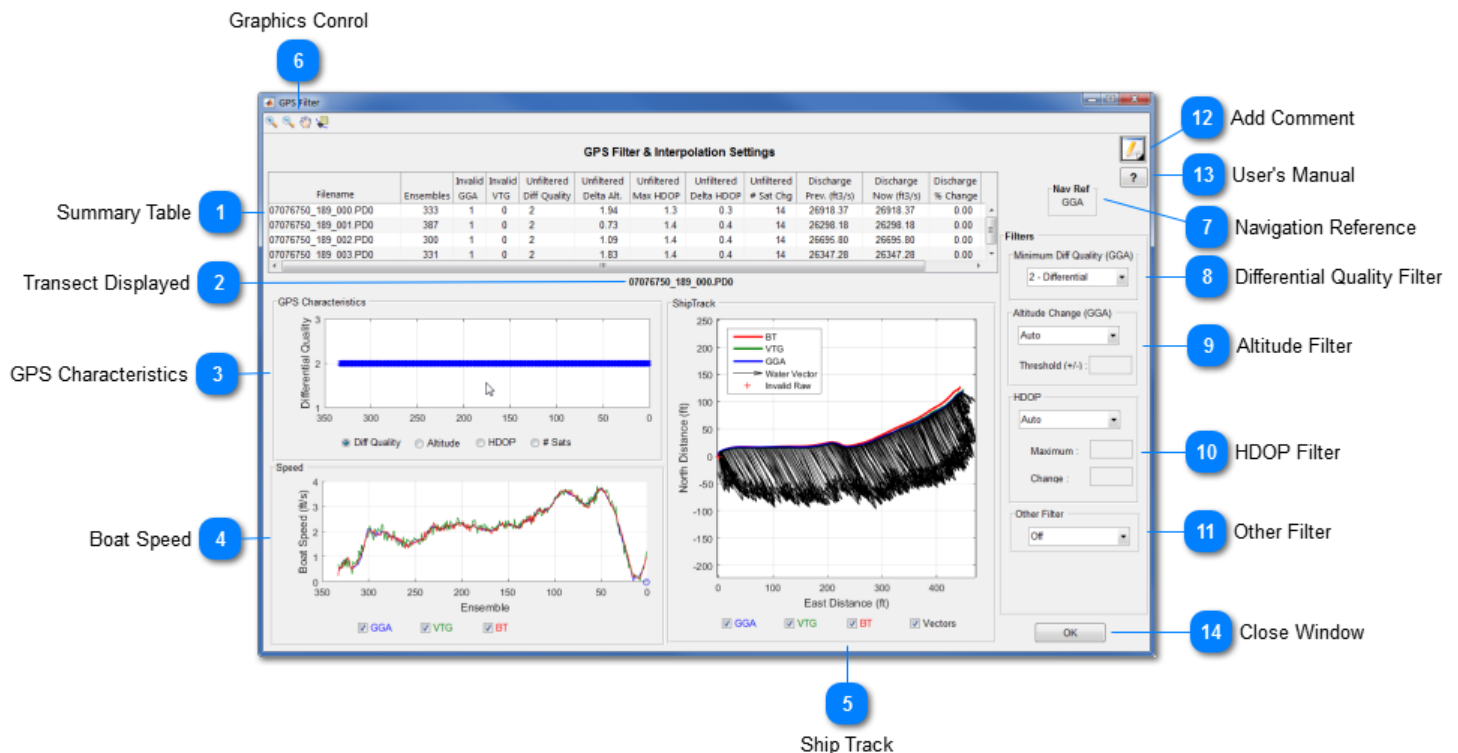 Graphics Conrol
6
GPS Filter
GPS Filter & Interpolation Settings
12 Add Comment
? 13 User's Manual
Filename Ensembles Invalid GGA Invalid VTG Unfiltered Diff Quality Unfiltered Delta Alt. Unfiltered Max HDOP Unfiltered Delta HDOP Unfiltered # Sat Chg Discharge Prev. (ft3/s) Discharge Now (ft3/s) Discharge % Change
Summary Table 1
07076750_189_000.PD0 333 1 0 2 1.94 1.3 0.3 14 26918.37 26918.37 0.00
07076750_189_001.PD0 387 1 0 2 0.73 1.4 0.4 14 26298.18 26298.18 0.00
07076750_189_002.PD0 300 1 0 2 1.09 1.4 0.4 14 26695.80 26695.80 0.00
07076750_189_003.PD0 331 1 0 2 1.83 1.4 0.4 14 26347.28 26347.28 0.00
Nav Ref
GGA
7 Navigation Reference
Transect Displayed 2
07076750_189_000.PD0
GPS Characteristics 3
GPS Characteristics
Differential Quality
3
2
1
350 300 250 200 150 100 50 0
Diff Quality Altitude HDOP # Sats
Boat Speed 4
Speed
Boat Speed (ft/s)
4
3
2
1
0
350 300 250 200 150 100 50 0
Ensemble
GGA VTG BT
ShipTrack
BT
VTG
GGA
Water Vector
Invalid Raw
North Distance (ft)
250
200
150
100
50
0
-50
-100
-150
-200
0 100 200 300 400
East Distance (ft)
GGA VTG BT Vectors
5
Ship Track
Filters
Minimum Diff Quality (GGA)
2 - Differential
8 Differential Quality Filter
Altitude Change (GGA)
Auto
Threshold (+/-) :
9 Altitude Filter
HDOP
Auto
Maximum :
Change :
10 HDOP Filter
Other Filter
Off
11 Other Filter
OK
14 Close Window